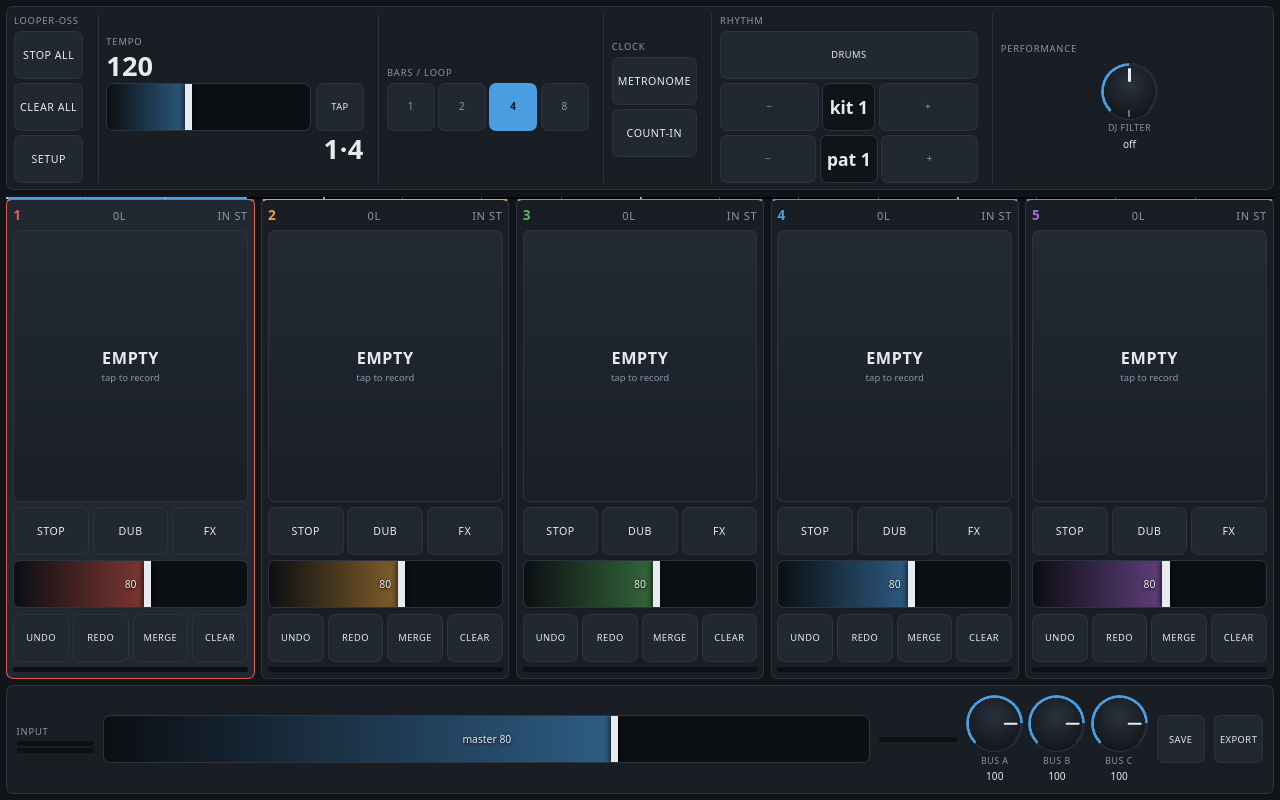 LOOPER-OSS
STOP ALL
CLEAR ALL
SETUP
TEMPO
120
TAP
1·4
BARS / LOOP
1 2 4 8
CLOCK
METRONOME
COUNT-IN
RHYTHM
DRUMS
− kit 1 +
− pat 1 +
PERFORMANCE
DJ FILTER
off
1 0L IN ST
EMPTY
tap to record
STOP DUB FX
80
UNDO REDO MERGE CLEAR
2 0L IN ST
EMPTY
tap to record
STOP DUB FX
80
UNDO REDO MERGE CLEAR
3 0L IN ST
EMPTY
tap to record
STOP DUB FX
80
UNDO REDO MERGE CLEAR
4 0L IN ST
EMPTY
tap to record
STOP DUB FX
80
UNDO REDO MERGE CLEAR
5 0L IN ST
EMPTY
tap to record
STOP DUB FX
80
UNDO REDO MERGE CLEAR
INPUT
master 80
BUS A BUS B BUS C
100 100 100
SAVE EXPORT